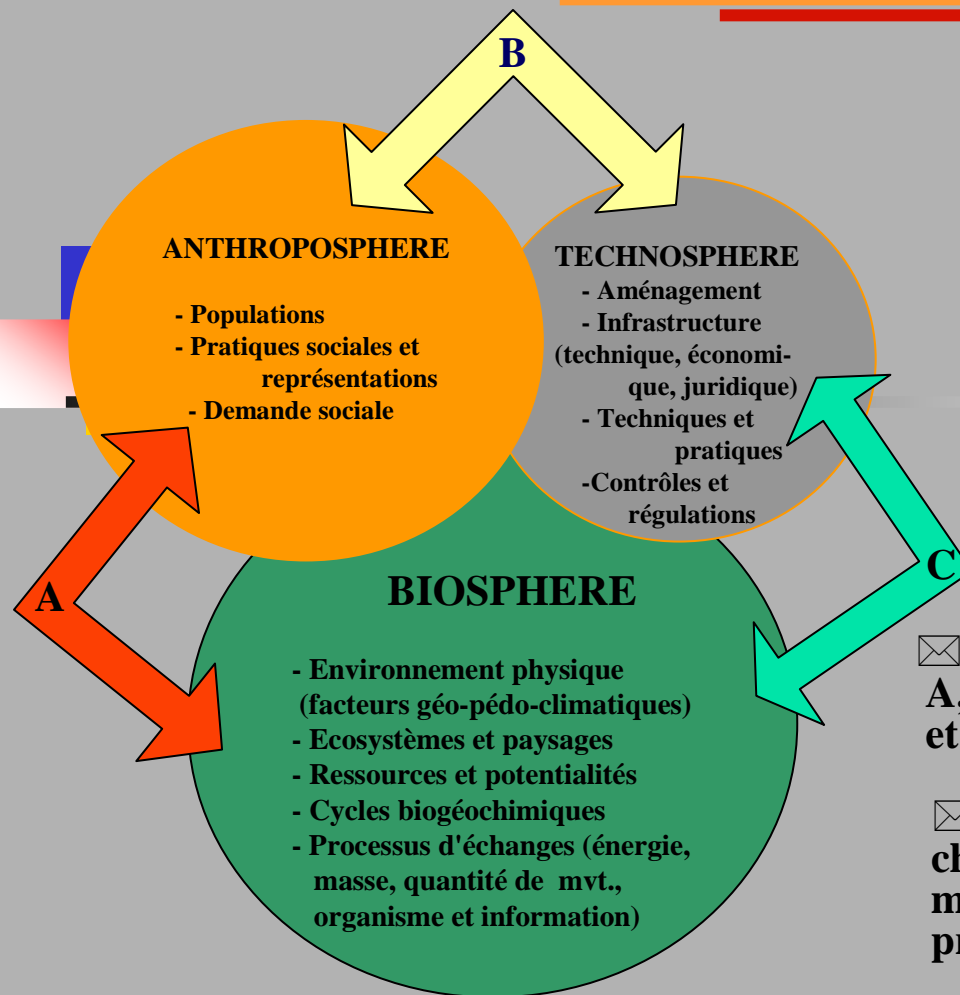 B
ANTHROPOSPHERE
- Populations
- Pratiques sociales et
représentations
- Demande sociale
TECHNOSPHERE
- Aménagement
- Infrastructure
(technique, économi-
que, juridique)
- Techniques et
pratiques
-Contrôles et
régulations
A
C
BIOSPHERE
- Environnement physique
(facteurs géo-pédo-climatiques)
- Ecosystèmes et paysages
- Ressources et potentialités
- Cycles biogéochimiques
- Processus d'échanges (énergie,
masse, quantité de mvt.,
organisme et information)
A,
et